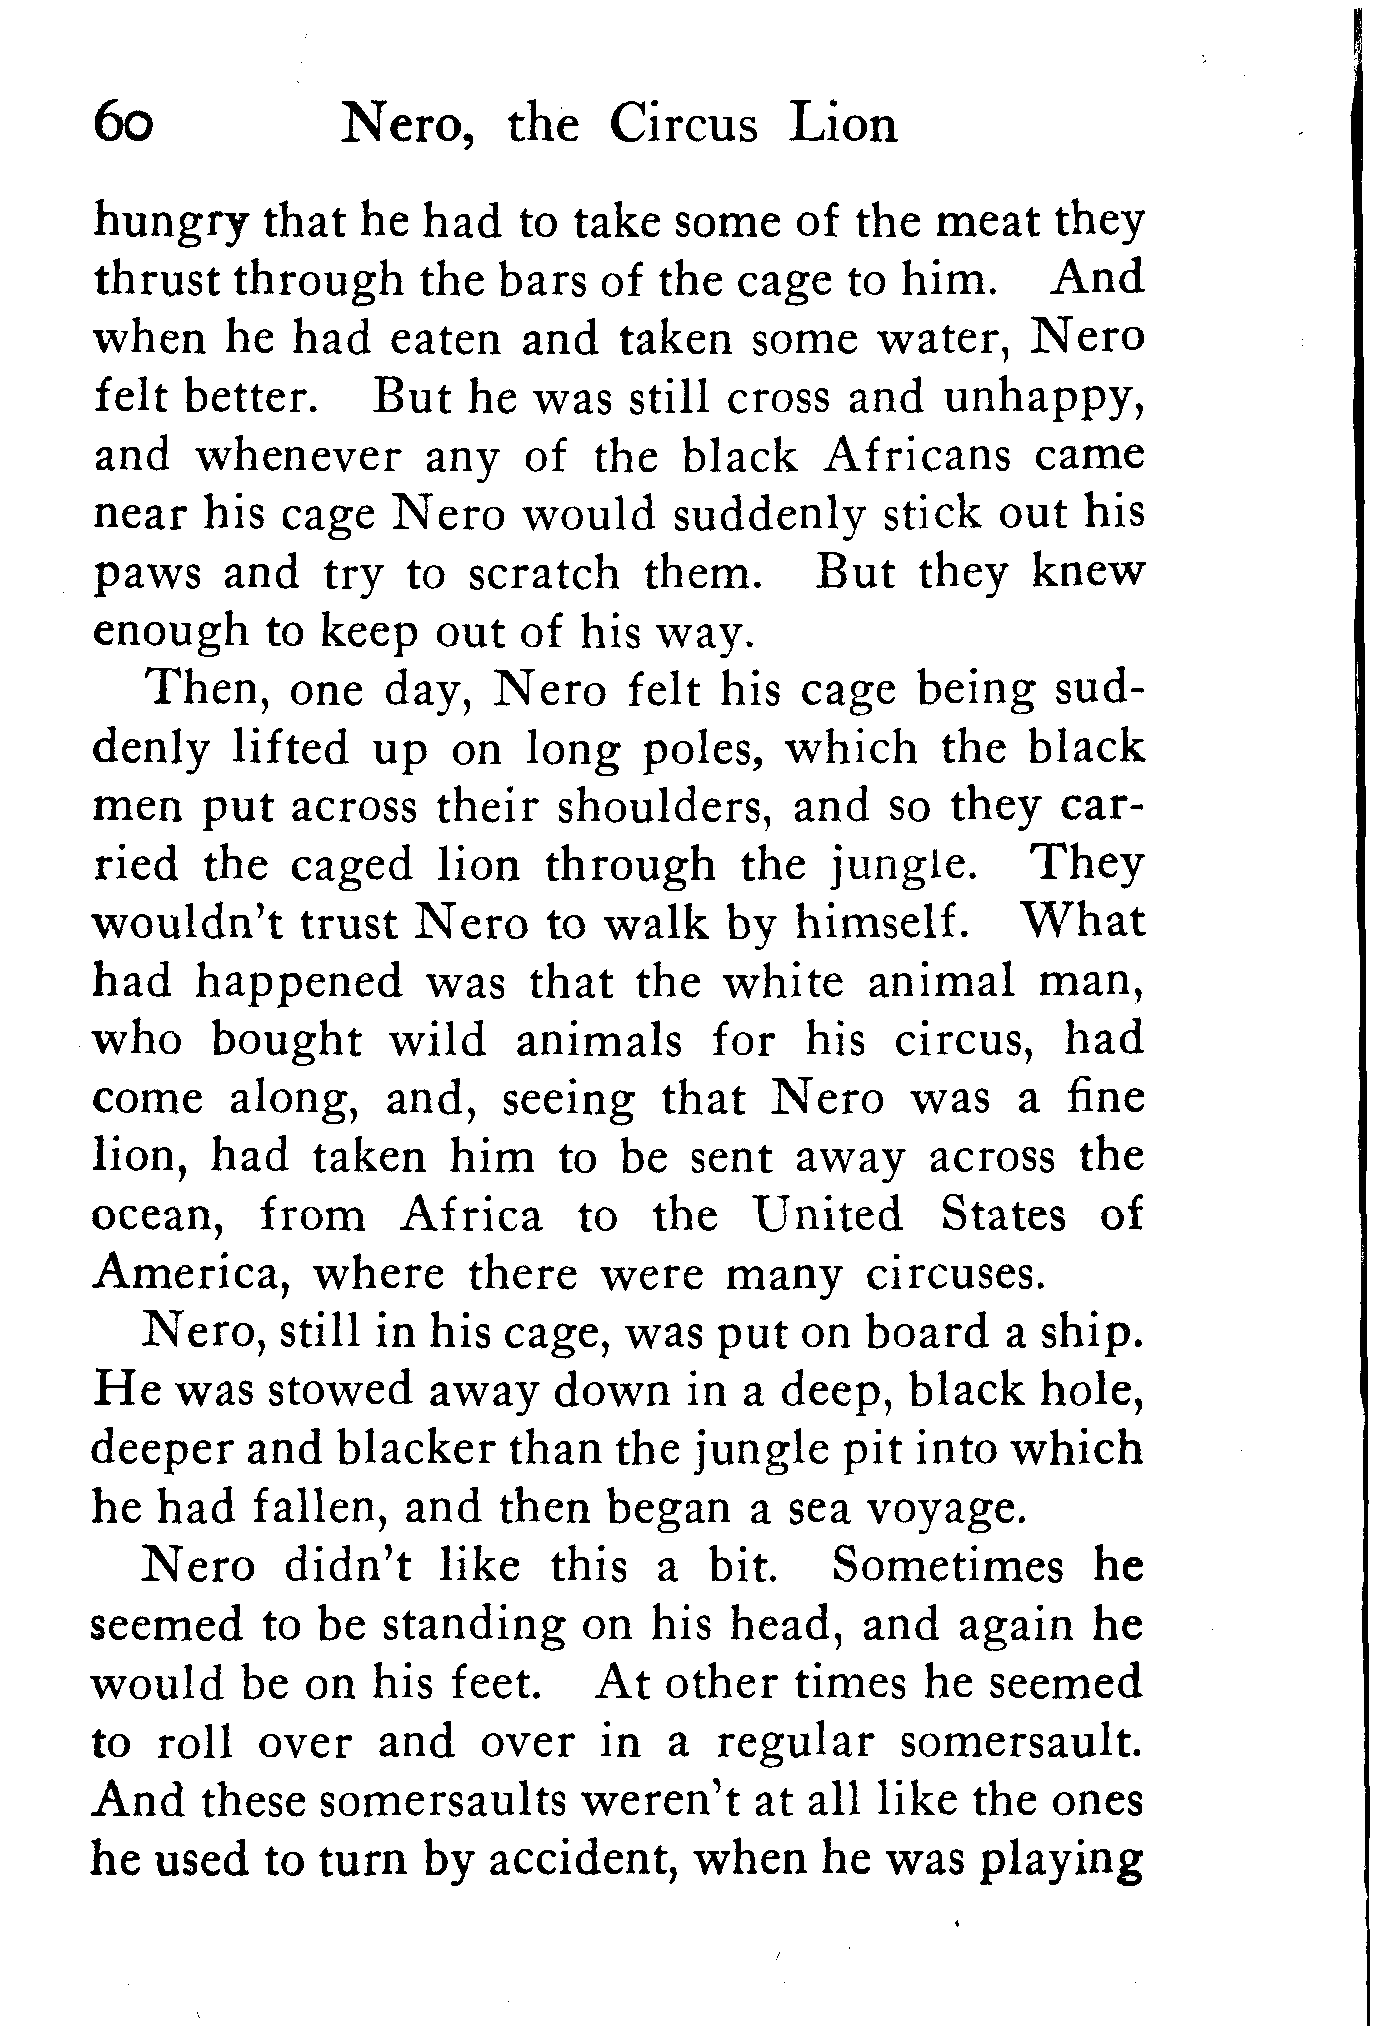 60 Nero, the Circus Lion
hungry that he had to take some of the meat they
thrust through the bars of the cage to him. And
when he had eaten and taken some water, Nero
felt better. But he was still cross and unhappy,
and whenever any of the black Africans came
near his cage Nero would suddenly stick out his
paws and try to scratch them. But they knew
enough to keep out of his way.
Then, one day, Nero felt his cage being sud-
denly lifted up on long poles, which the black
men put across their shoulders, and so they car-
ried the caged lion through the jungle. They
wouldn't trust Nero to walk by himself. What
had happened was that the white animal man,
who bought wild animals for his circus, had
come along, and, seeing that Nero was a fine
lion, had taken him to be sent away across the
ocean, from Africa to the United States of
America, where there were many circuses.
Nero, still in his cage, was put on board a ship.
He was stowed away down in a deep, black hole,
deeper and blacker than the jungle pit into which
he had fallen, and then began a sea voyage.
Nero didn't like this a bit. Sometimes he
seemed to be standing on his head, and again he
would be on his feet. At other times he seemed
to roll over and over in a regular somersault.
And these somersaults weren't at all like the ones
he used to turn by accident, when he was playing